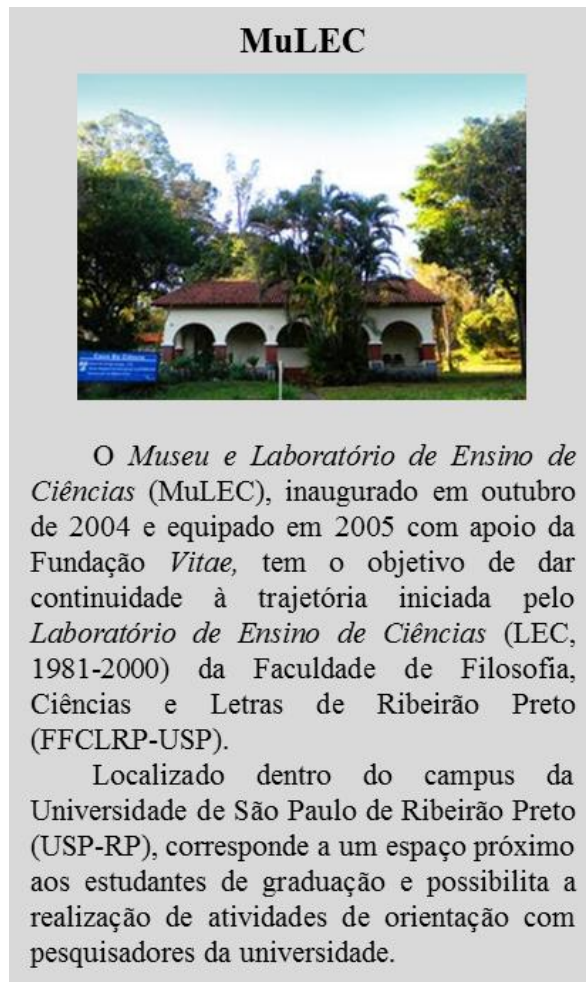 MuLEC
Casa da Ciência
O Museu e Laboratório de Ensino de
Ciências (MuLEC), inaugurado em outubro
de 2004 e equipado em 2005 com apoio da
Fundação Vitae, tem o objetivo de dar
continuidade à trajetória iniciada pelo
Laboratório de Ensino de Ciências (LEC,
1981-2000) da Faculdade de Filosofia,
Ciências e Letras de Ribeirão Preto
(FFCLRP-USP).
Localizado dentro do campus da
Universidade de São Paulo de Ribeirão Preto
(USP-RP), corresponde a um espaço próximo
aos estudantes de graduação e possibilita a
realização de atividades de orientação com
pesquisadores da universidade.